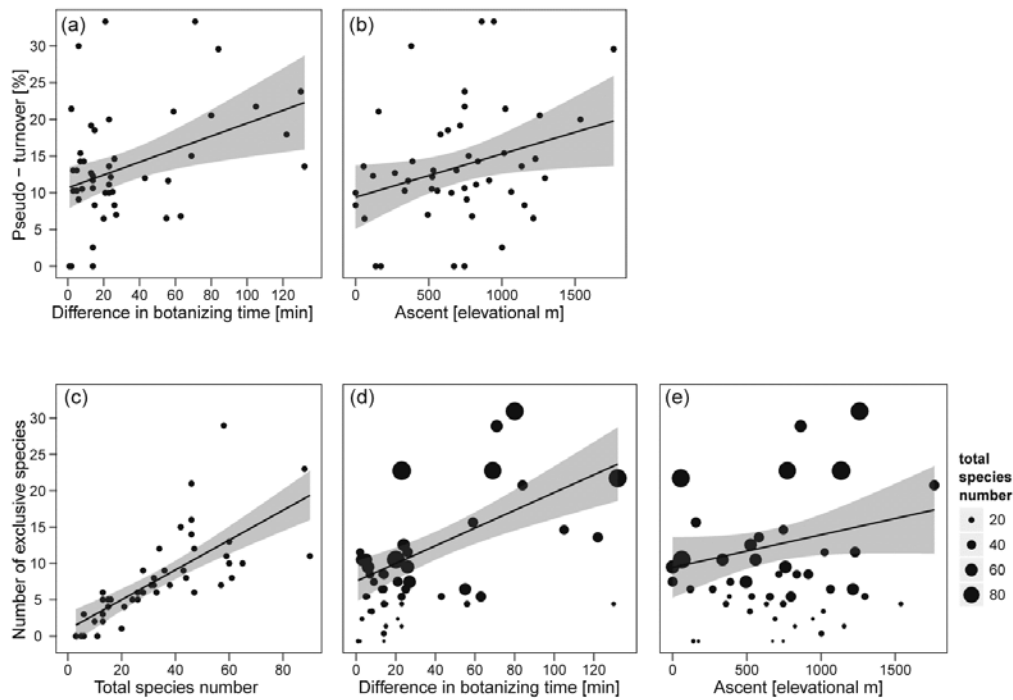 (a)
(b)
Pseudo – turnover [%]
30
25
20
15
10
5
0
0 20 40 60 80 100 120
0 500 1000 1500
Difference in botanizing time [min]
Ascent [elevational m]
(c)
(d)
(e)
Number of exclusive species
30
25
20
15
10
5
0
0 20 40 60 80
0 20 40 60 80 100 120
0 500 1000 1500
Total species number
Difference in botanizing time [min]
Ascent [elevational m]
total
species
number
20
40
60
80